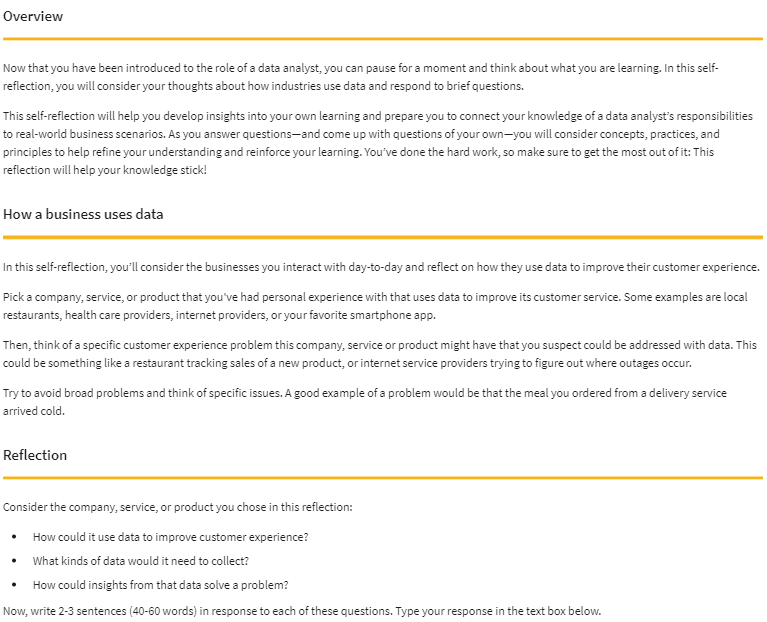 Overview
Now that you have been introduced to the role of a data analyst, you can pause for a moment and think about what you are learning. In this self-
reflection, you will consider your thoughts about how industries use data and respond to brief questions.
This self-reflection will help you develop insights into your own learning and prepare you to connect your knowledge of a data analyst's responsibilities
to real-world business scenarios. As you answer questions—and come up with questions of your own—you will consider concepts, practices, and
principles to help refine your understanding and reinforce your learning. You've done the hard work, so make sure to get the most out of it: This
reflection will help your knowledge stick!
How a business uses data
In this self-reflection, you'll consider the businesses you interact with day-to-day and reflect on how they use data to improve their customer experience.
Pick a company, service, or product that you've had personal experience with that uses data to improve its customer service. Some examples are local
restaurants, health care providers, internet providers, or your favorite smartphone app.
Then, think of a specific customer experience problem this company, service or product might have that you suspect could be addressed with data. This
could be something like a restaurant tracking sales of a new product, or internet service providers trying to figure out where outages occur.
Try to avoid broad problems and think of specific issues. A good example of a problem would be that the meal you ordered from a delivery service
arrived cold.
Reflection
Consider the company, service, or product you chose in this reflection:
• How could it use data to improve customer experience?
• What kinds of data would it need to collect?
• How could insights from that data solve a problem?
Now, write 2-3 sentences (40-60 words) in response to each of these questions. Type your response in the text box below.